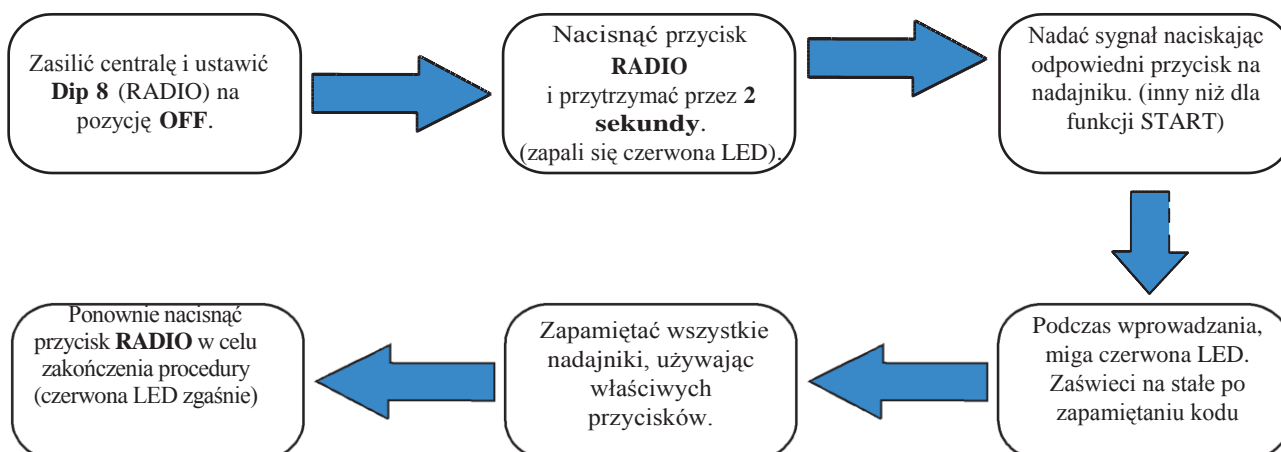 Zasilić centralę i ustawić
Dip 8 (RADIO) na
pozycję OFF.
Nacisnąć przycisk
RADIO
i przytrzymać przez 2
sekundy.
(zapali się czerwona LED).
Nadać sygnał naciskając
odpowiedni przycisk na
nadajniku. (inny niż dla
funkcji START)
Podczas wprowadzania,
miga czerwona LED.
Zaświeci na stałe po
zapamiętaniu kodu
Zapamiętać wszystkie
nadajniki, używając
właściwych
przycisków.
Ponownie nacisnąć
przycisk RADIO w celu
zakończenia procedury
(czerwona LED zgaśnie)